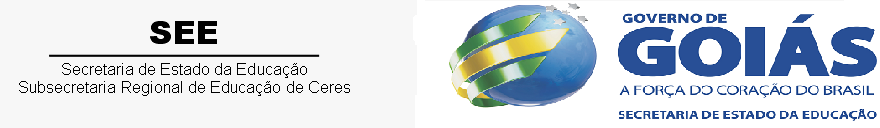 SEE
Secretaria de Estado da Educação
Subsecretaria Regional de Educação de Ceres
GOVERNO DE
GOIÁS
A FORÇA DO CORAÇÃO DO BRASIL
SECRETARIA DE ESTADO DA EDUCAÇÃO